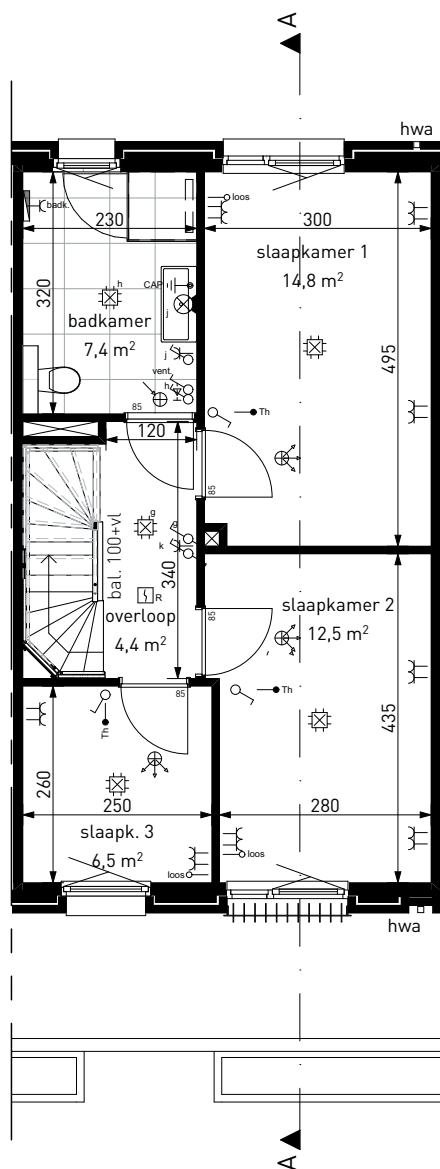 A
hwa
badk.
loos
230
300
slaapkamer 1
14,8 m²
320
h
CAP
j
badkamer
7,4 m²
j
vent.
h
495
85
Th
120
85
g
g
k
bal. 100+vl
340
R
overloop
4,4 m²
slaapkamer 2
12,5 m²
85
85
Th
Th
435
260
250
280
slaapk. 3
6,5 m²
loos
loos
hwa
A